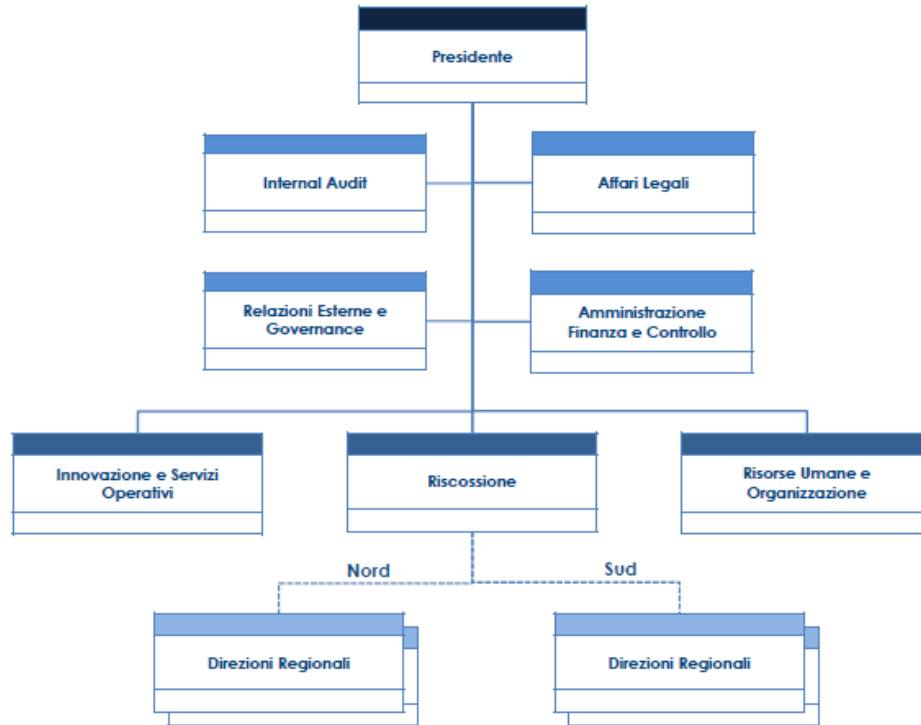 Presidente
Internal Audit
Affari Legali
Relazioni Esterne e
Governance
Amministrazione
Finanza e Controllo
Innovazione e Servizi
Operativi
Riscossione
Risorse Umane e
Organizzazione
Nord
Sud
Direzioni Regionali
Direzioni Regionali